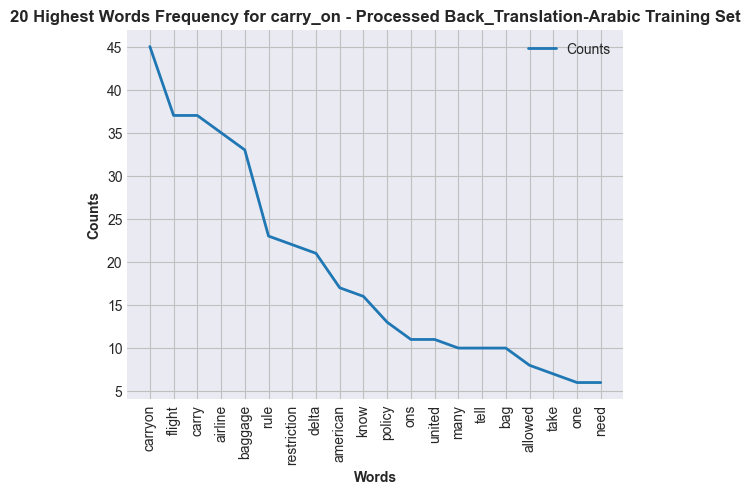 20 Highest Words Frequency for carry_on - Processed Back_Translation-Arabic Training Set
Counts
45
40
35
30
25
20
15
10
5
Counts
carryon
flight
carry
airline
baggage
rule
restriction
delta
american
know
policy
ons
united
many
tell
bag
allowed
take
one
need
Words